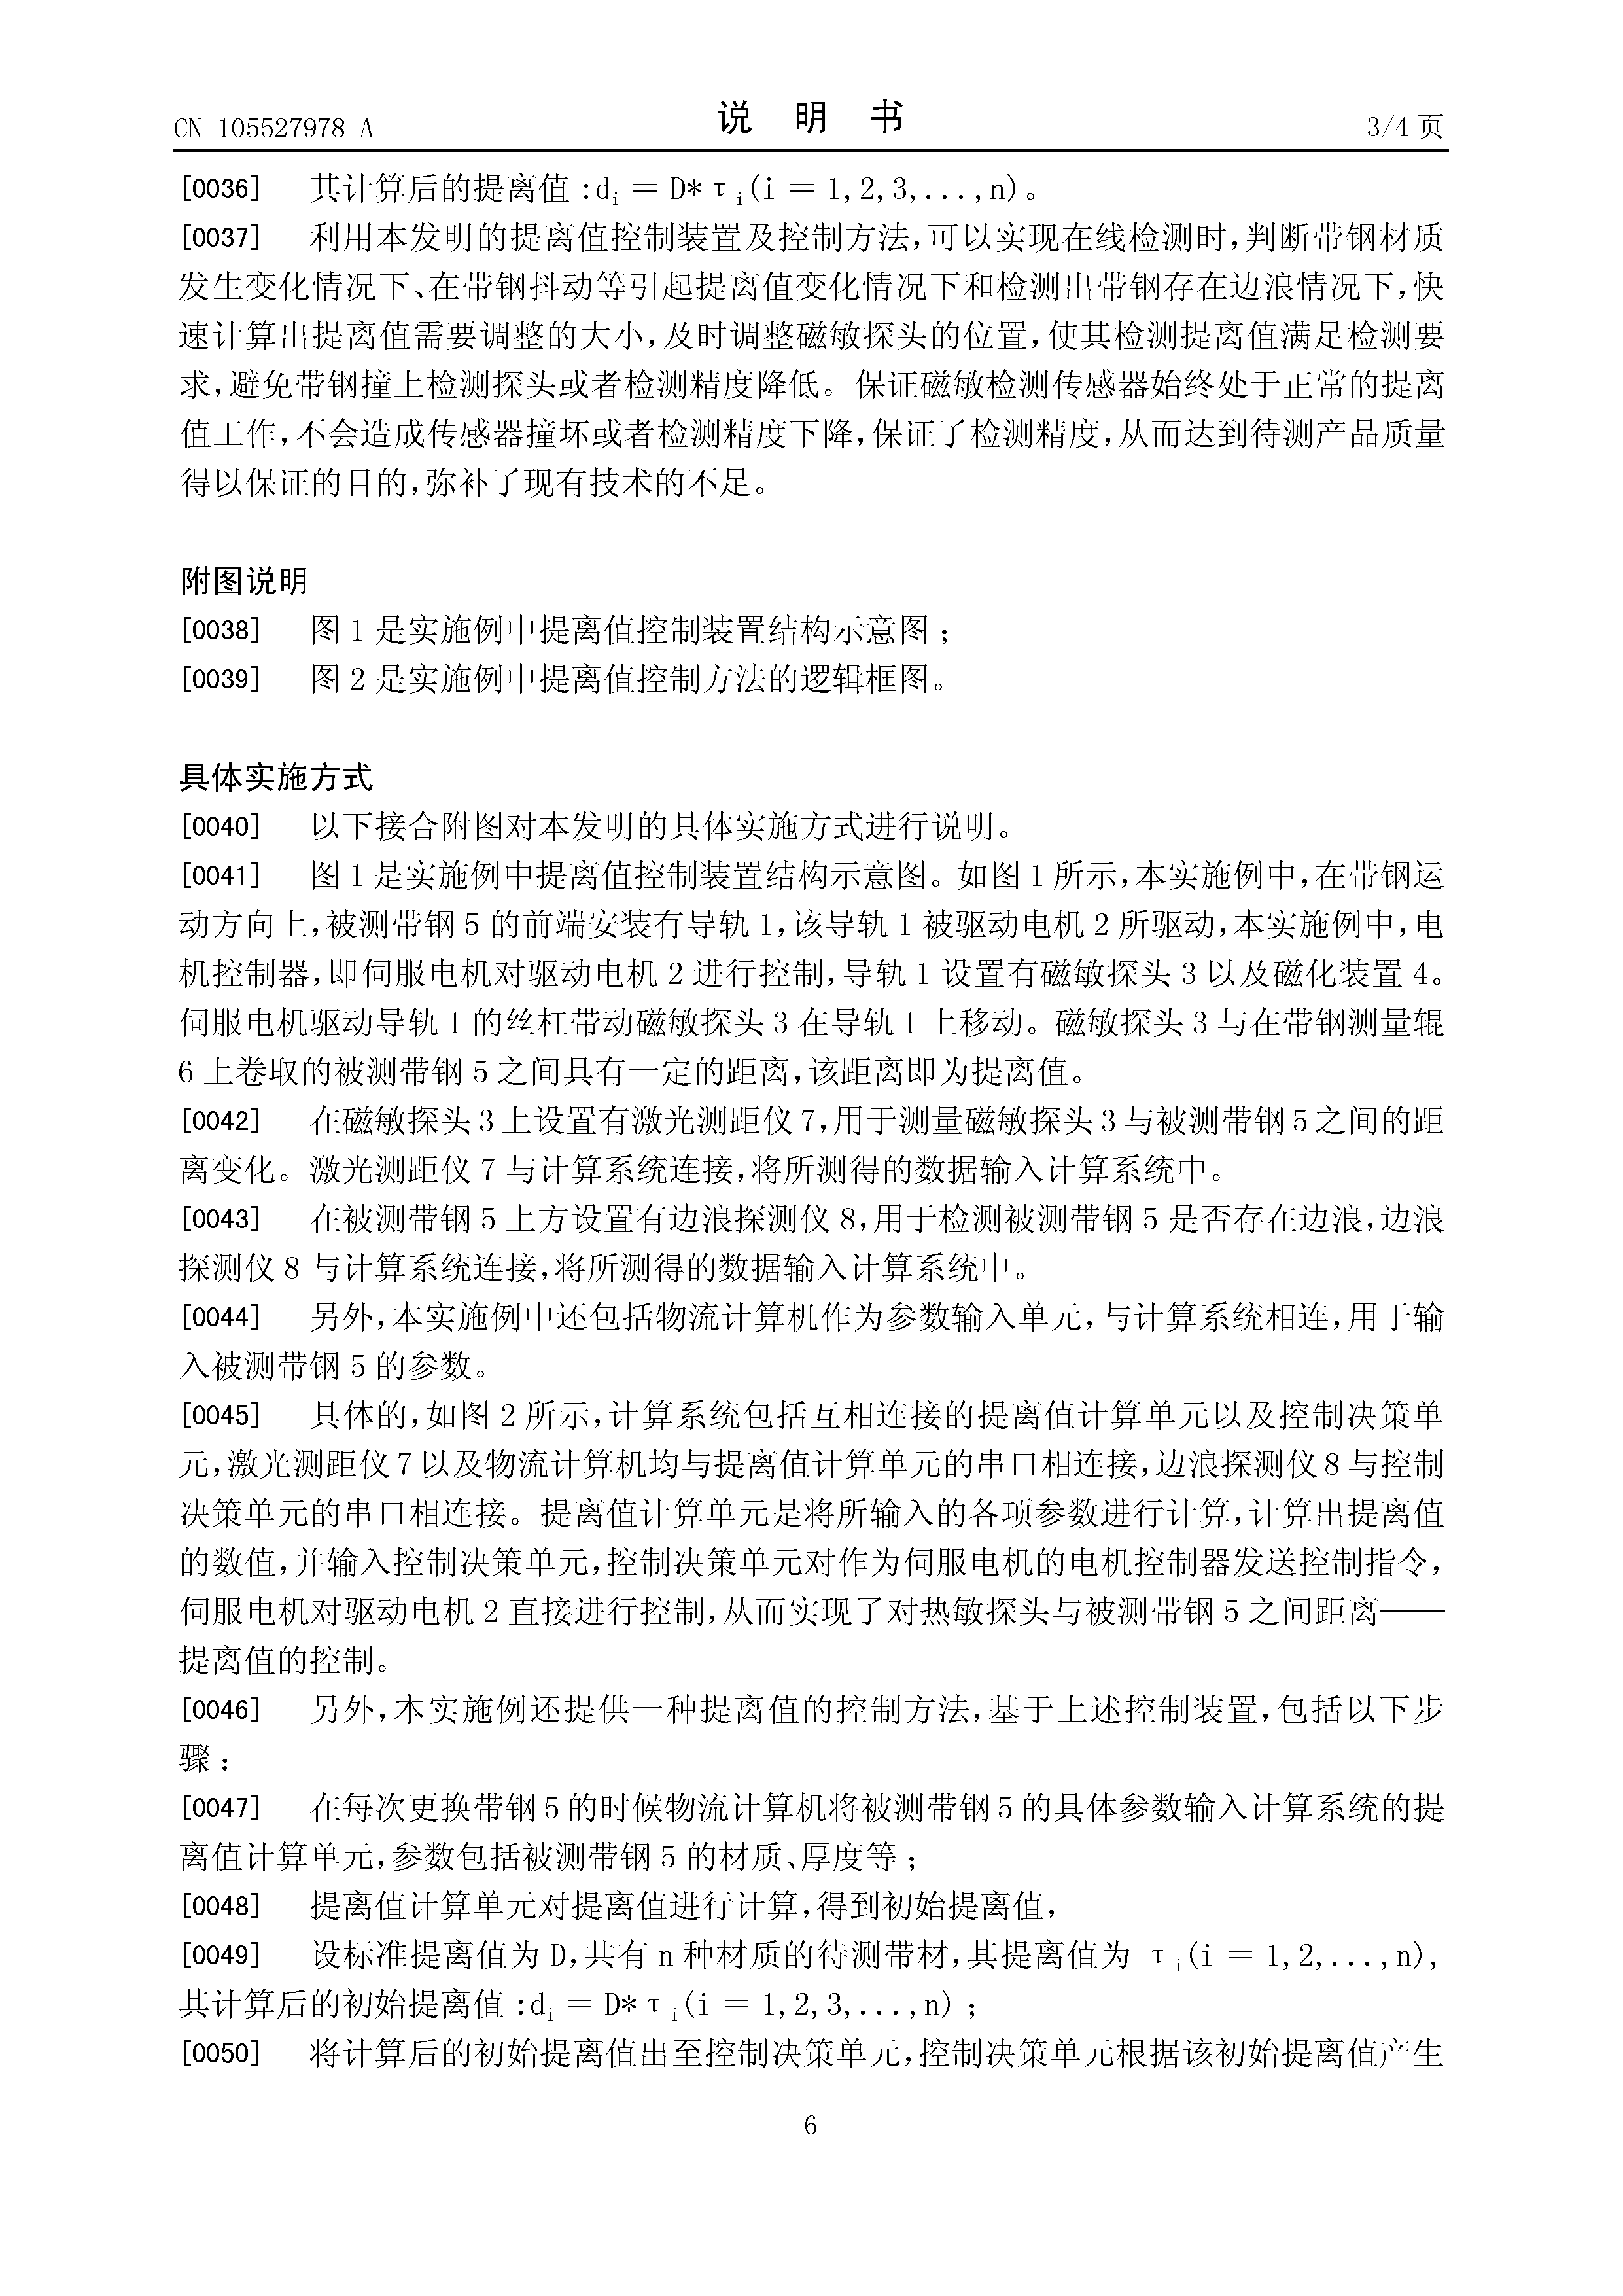 CN 105527978 A
说 明 书
3/4 页
[0036] 其计算后的提离值 :dᵢ = D*τᵢ(i = 1,2,3,...,n)。
[0037] 利用本发明的提离值控制装置及控制方法,可以实现在线检测时,判断带钢材质
发生变化情况下、在带钢抖动等引起提离值变化情况下和检测出带钢存在边浪情况下,快
速计算出提离值需要调整的大小,及时调整磁敏探头的位置,使其检测提离值满足检测要
求,避免带钢撞上检测探头或者检测精度降低。保证磁敏检测传感器始终处于正常的提离
值工作,不会造成传感器撞坏或者检测精度下降,保证了检测精度,从而达到待测产品质量
得以保证的目的,弥补了现有技术的不足。
附图说明
[0038] 图 1 是实施例中提离值控制装置结构示意图 ;
[0039] 图 2 是实施例中提离值控制方法的逻辑框图。
具体实施方式
[0040] 以下接合附图对本发明的具体实施方式进行说明。
[0041] 图 1 是实施例中提离值控制装置结构示意图。如图 1 所示,本实施例中,在带钢运
动方向上,被测带钢 5 的前端安装有导轨 1,该导轨 1 被驱动电机 2 所驱动,本实施例中,电
机控制器,即伺服电机对驱动电机 2 进行控制,导轨 1 设置有磁敏探头 3 以及磁化装置 4。
伺服电机驱动导轨 1 的丝杠带动磁敏探头 3 在导轨 1 上移动。磁敏探头 3 与在带钢测量辊
6 上卷取的被测带钢 5 之间具有一定的距离,该距离即为提离值。
[0042] 在磁敏探头 3 上设置有激光测距仪 7,用于测量磁敏探头 3 与被测带钢 5 之间的距
离变化。激光测距仪 7 与计算系统连接,将所测得的数据输入计算系统中。
[0043] 在被测带钢 5 上方设置有边浪探测仪 8,用于检测被测带钢 5 是否存在边浪,边浪
探测仪 8 与计算系统连接,将所测得的数据输入计算系统中。
[0044] 另外,本实施例中还包括物流计算机作为参数输入单元,与计算系统相连,用于输
入被测带钢 5 的参数。
[0045] 具体的,如图 2 所示,计算系统包括互相连接的提离值计算单元以及控制决策单
元,激光测距仪 7 以及物流计算机均与提离值计算单元的串口相连接,边浪探测仪 8 与控制
决策单元的串口相连接。提离值计算单元是将所输入的各项参数进行计算,计算出提离值
的数值,并输入控制决策单元,控制决策单元对作为伺服电机的电机控制器发送控制指令,
伺服电机对驱动电机 2 直接进行控制,从而实现了对热敏探头与被测带钢 5 之间距离——
提离值的控制。
[0046] 另外,本实施例还提供一种提离值的控制方法,基于上述控制装置,包括以下步
骤 :
[0047] 在每次更换带钢 5 的时候物流计算机将被测带钢 5 的具体参数输入计算系统的提
离值计算单元,参数包括被测带钢 5 的材质、厚度等 ;
[0048] 提离值计算单元对提离值进行计算,得到初始提离值,
[0049] 设标准提离值为 D,共有 n 种材质的待测带材,其提离值为 τᵢ(i = 1,2,...,n),
其计算后的初始提离值 :dᵢ = D*τᵢ(i = 1,2,3,...,n) ;
[0050] 将计算后的初始提离值出至控制决策单元,控制决策单元根据该初始提离值产生
6